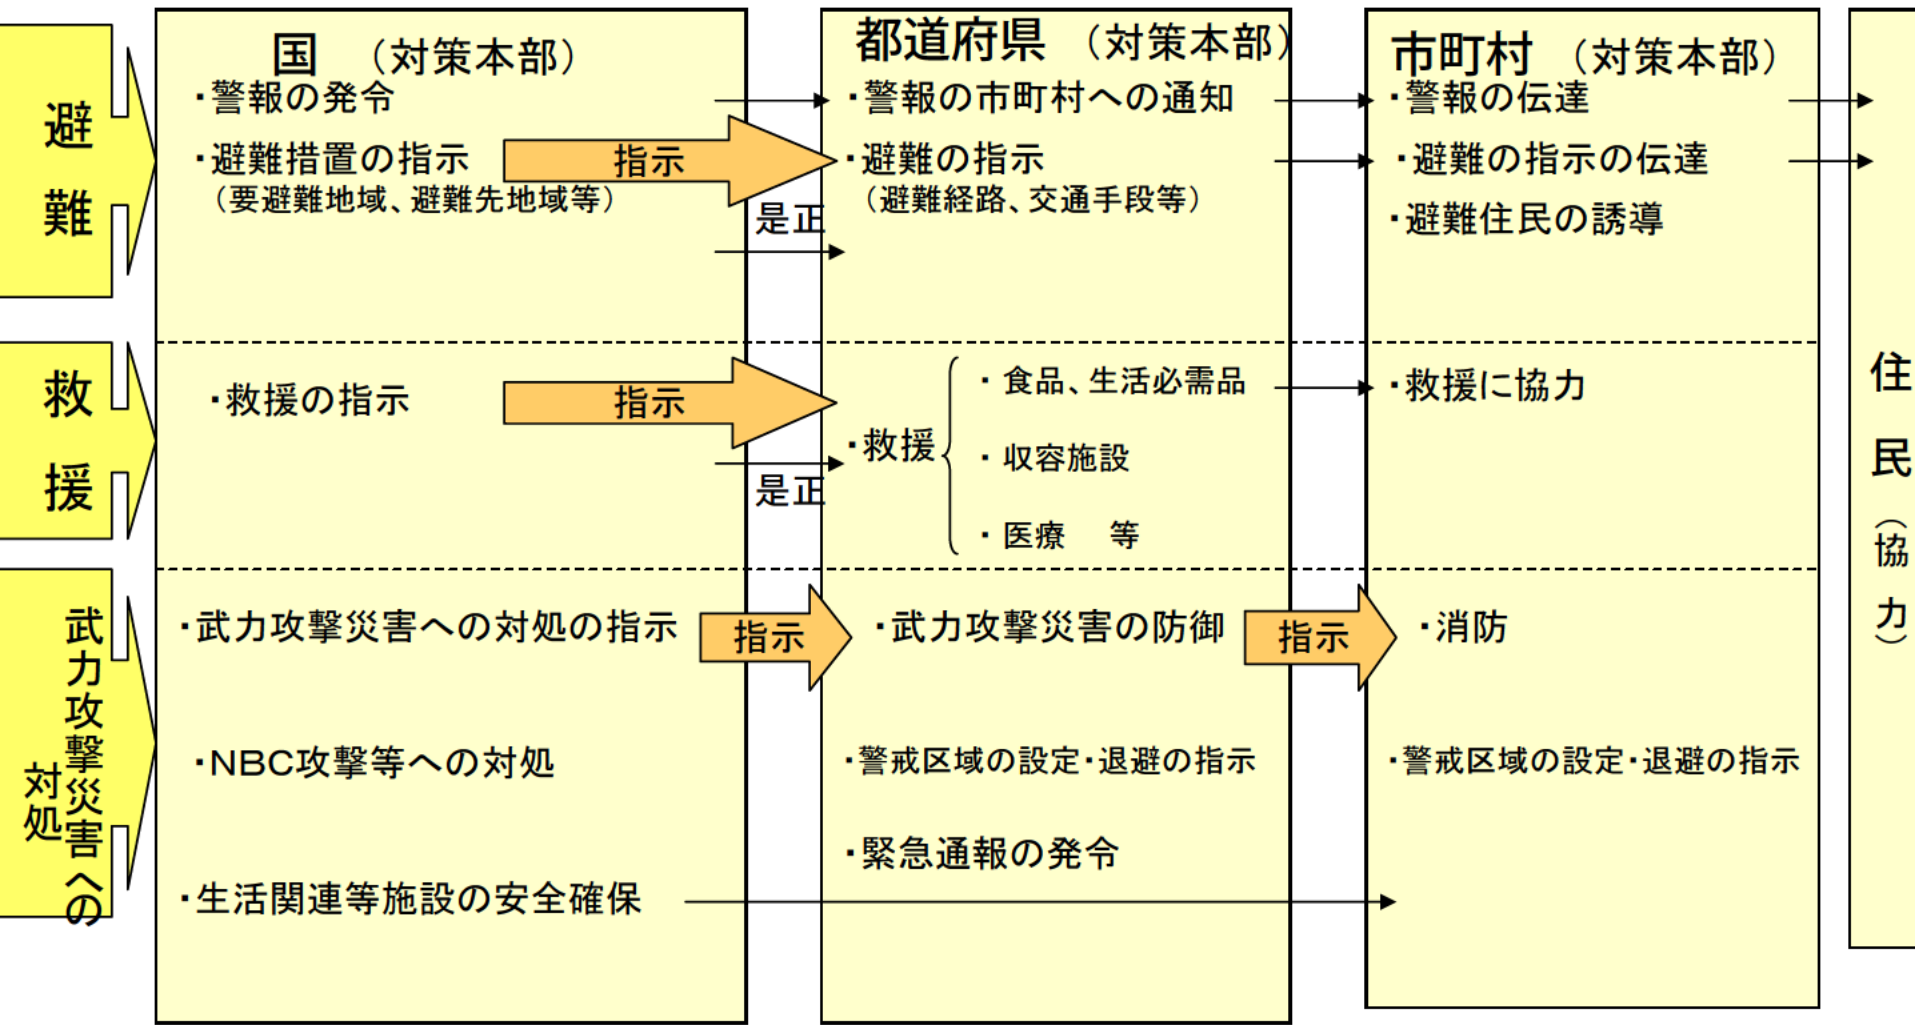 避難
国 （対策本部）
・警報の発令
・避難措置の指示
（要避難地域、避難先地域等）
指示
是正
都道府県 （対策本部）
・警報の市町村への通知
・避難の指示
（避難経路、交通手段等）
市町村 （対策本部）
・警報の伝達
・避難の指示の伝達
・避難住民の誘導
救援
・救援の指示
指示
是正
・救援
・食品、生活必需品
・収容施設
・医療 等
・救援に協力
武力攻撃災害への
対処
・武力攻撃災害への対処の指示
指示
・武力攻撃災害の防御
指示
・消防
・NBC攻撃等への対処
・警戒区域の設定・退避の指示
・警戒区域の設定・退避の指示
・緊急通報の発令
・生活関連等施設の安全確保
住民（協力）